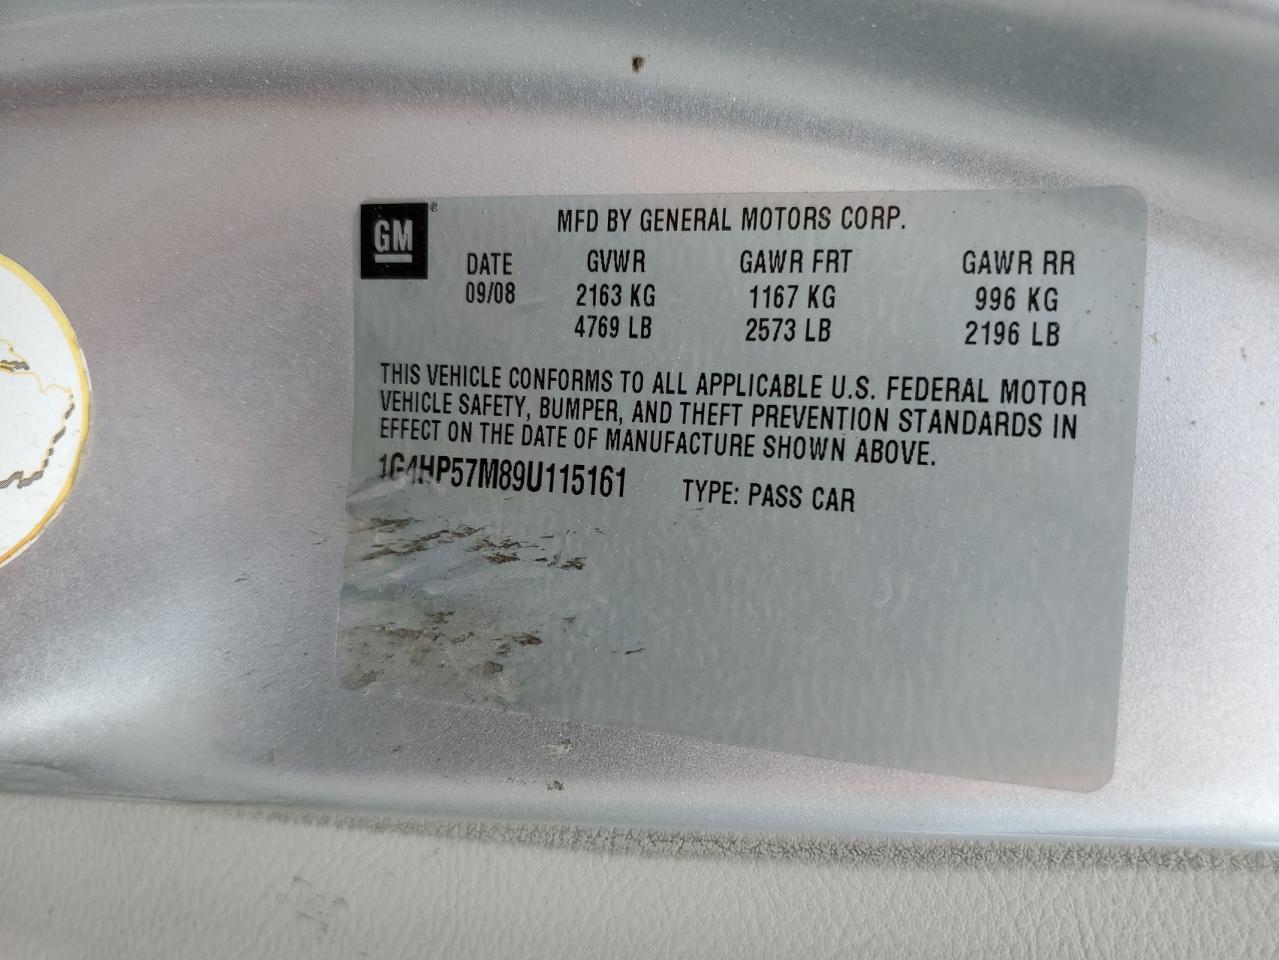 GM®
MFD BY GENERAL MOTORS CORP.
DATE GVWR GAWR FRT GAWR RR
09/08 2163 KG 1167 KG 996 KG
4769 LB 2573 LB 2196 LB
THIS VEHICLE CONFORMS TO ALL APPLICABLE U.S. FEDERAL MOTOR
VEHICLE SAFETY, BUMPER, AND THEFT PREVENTION STANDARDS IN
EFFECT ON THE DATE OF MANUFACTURE SHOWN ABOVE.
1G4HP57M89U115161 TYPE: PASS CAR